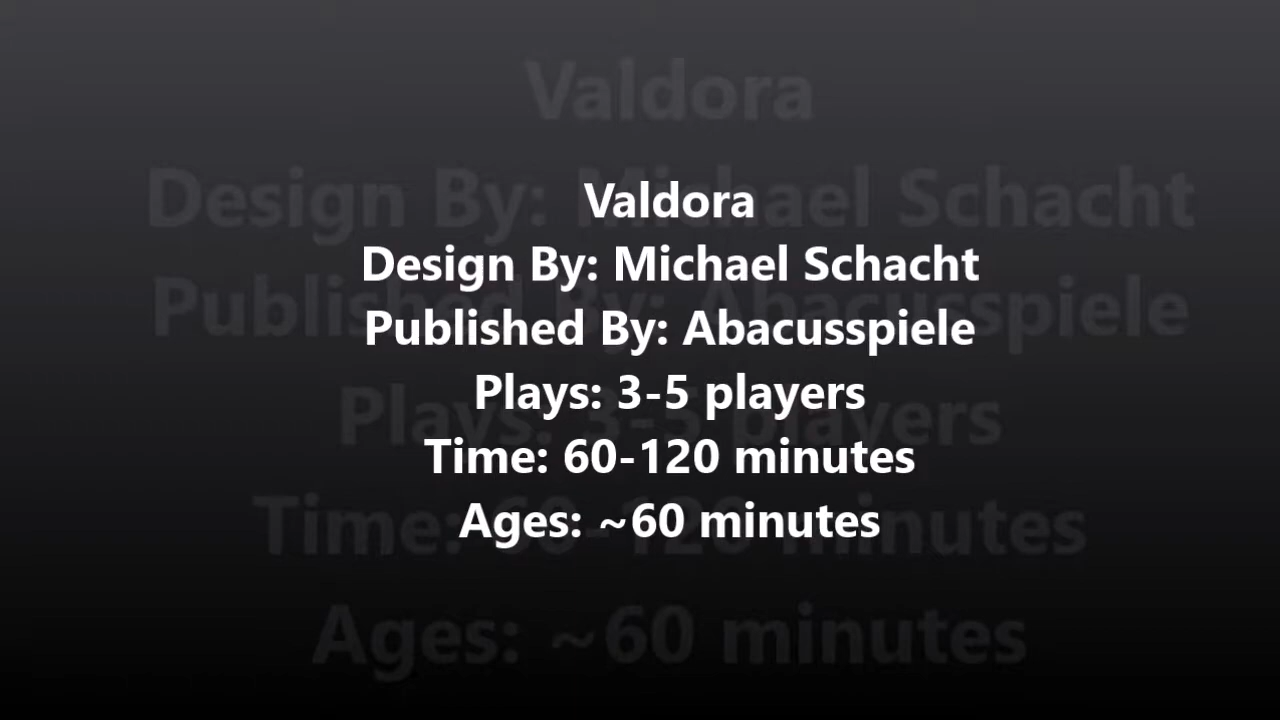 Valdora
Design By: Michael Schacht
Published By: Abacusspiele
Plays: 3-5 players
Time: 60-120 minutes
Ages: ~60 minutes